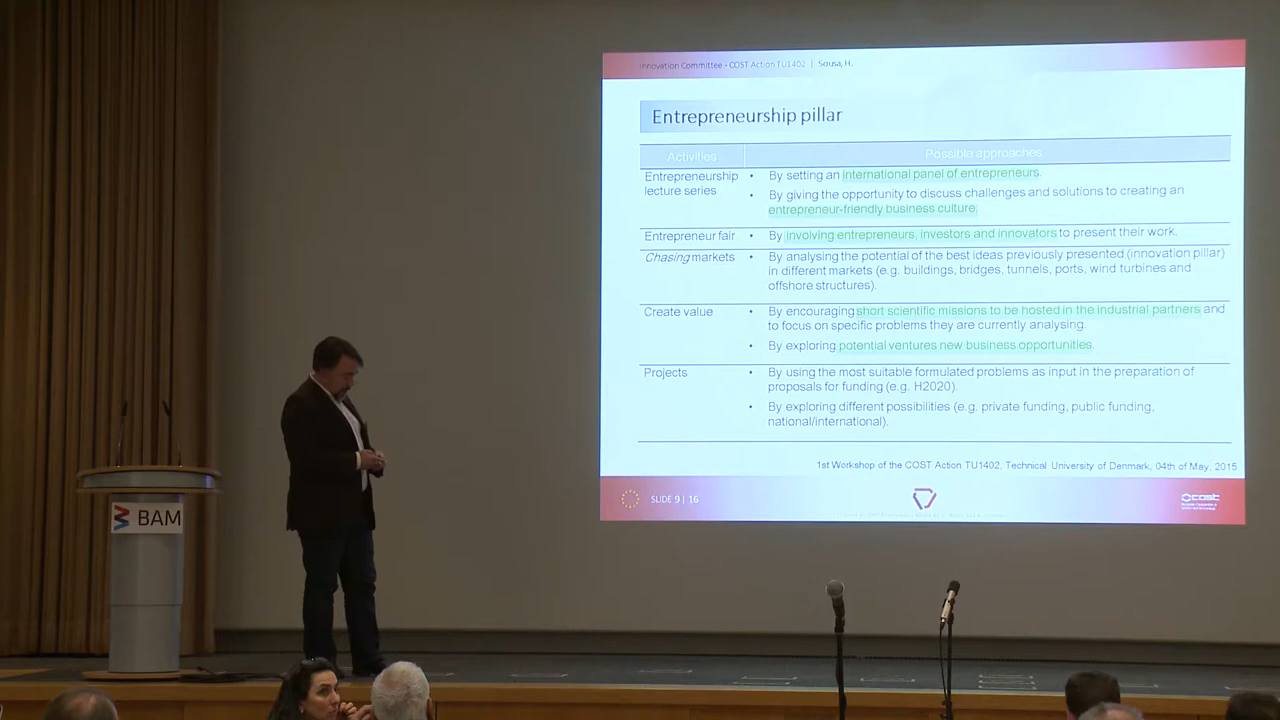 Innovation Committee - COST Action TU1402 | Sousa, H.
Entrepreneurship pillar
Activities
Possible approaches
Entrepreneurship
lecture series
• By setting an international panel of entrepreneurs.
• By giving the opportunity to discuss challenges and solutions to creating an
entrepreneur-friendly business culture;
Entrepreneur fair
• By involving entrepreneurs, investors and innovators to present their work.
Chasing markets
• By analysing the potential of the best ideas previously presented (innovation pillar)
in different markets (e.g. buildings, bridges, tunnels, ports, wind turbines and
offshore structures).
Create value
• By encouraging short scientific missions to be hosted in the industrial partners and
to focus on specific problems they are currently analysing.
• By exploring potential ventures new business opportunities.
Projects
• By using the most suitable formulated problems as input in the preparation of
proposals for funding (e.g. H2020).
• By exploring different possibilities (e.g. private funding, public funding,
national/international).
1st Workshop of the COST Action TU1402, Technical University of Denmark, 04th of May, 2015
SLIDE 9 | 16
cost
BAM